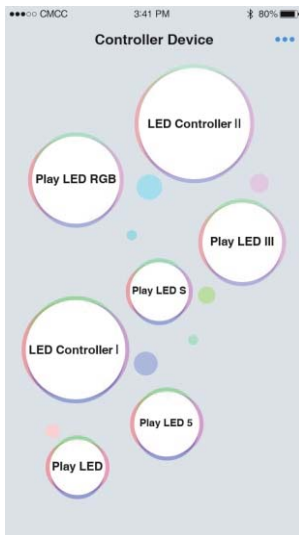 CMCC 3:41 PM 80%
Controller Device
LED Controller II
Play LED RGB
Play LED III
Play LED S
LED Controller I
Play LED 5
Play LED